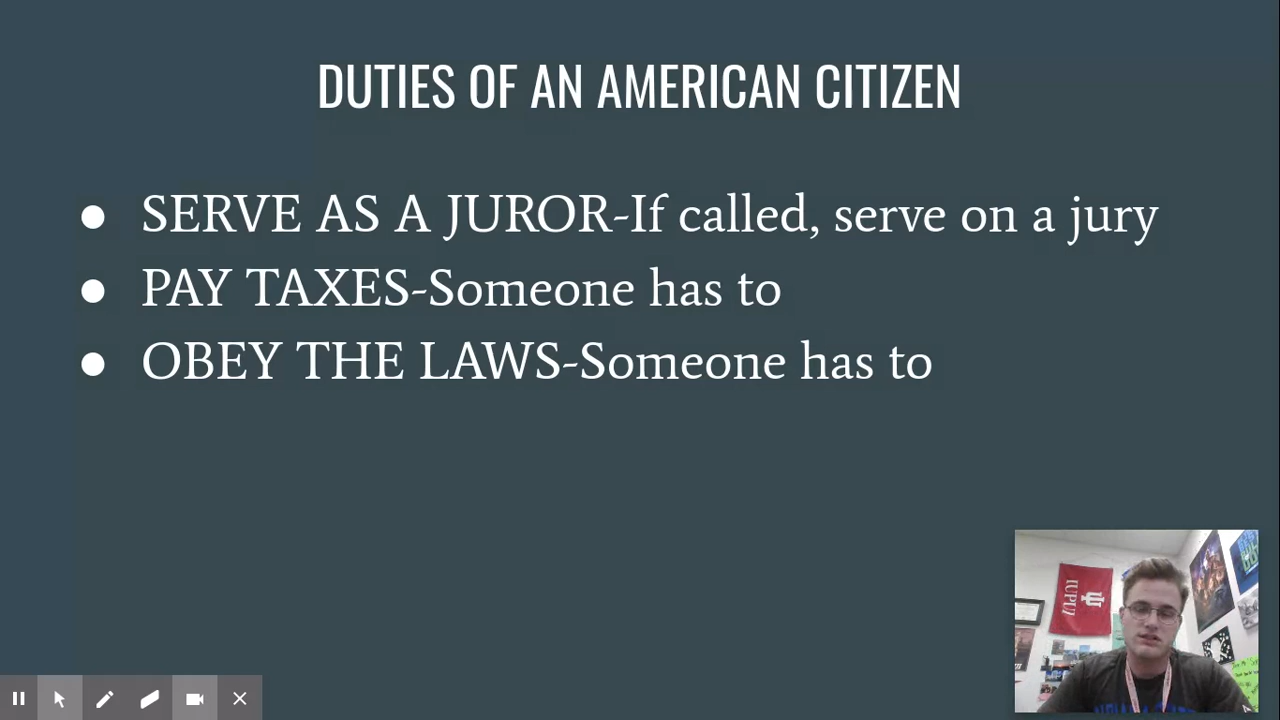 DUTIES OF AN AMERICAN CITIZEN
● SERVE AS A JUROR-If called, serve on a jury
● PAY TAXES-Someone has to
● OBEY THE LAWS-Someone has to
IUPUI